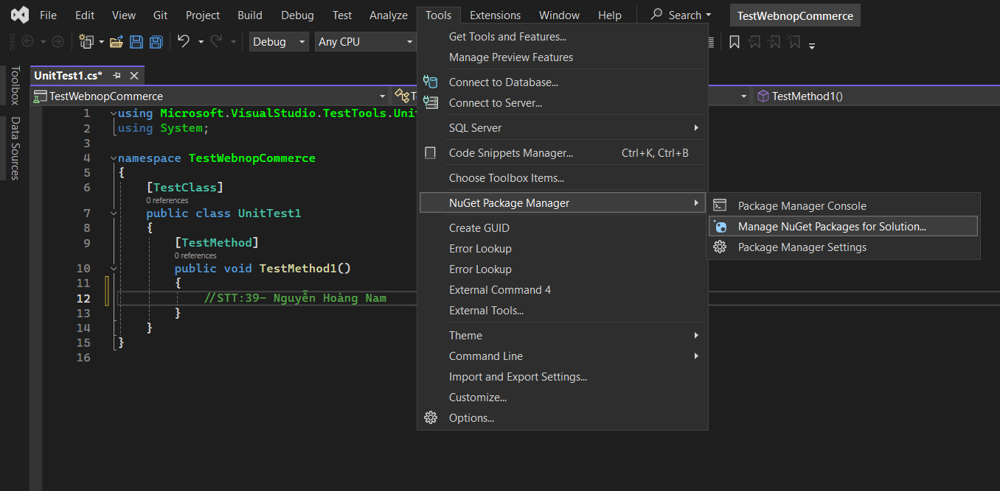 File Edit View Git Project Build Debug Test Analyze Tools Extensions Window Help Search TestWebnopCommerce
Debug Any CPU
Toolbox
Data Sources
UnitTest1.cs*
TestWebnopCommerce
TestMethod1()
1 using Microsoft.VisualStudio.TestTools.Uni
2 using System;
3
4 namespace TestWebnopCommerce
5 {
6 [TestClass]
0 references
7 public class UnitTest1
8 {
9 [TestMethod]
0 references
10 public void TestMethod1()
11 {
12 //STT:39- Nguyễn Hoàng Nam
13 }
14 }
15 }
16
Get Tools and Features...
Manage Preview Features
Connect to Database...
Connect to Server...
SQL Server
Code Snippets Manager... Ctrl+K, Ctrl+B
Choose Toolbox Items...
NuGet Package Manager
Create GUID
Error Lookup
Error Lookup
External Command 4
External Tools...
Theme
Command Line
Import and Export Settings...
Customize...
Options...
Package Manager Console
Manage NuGet Packages for Solution...
Package Manager Settings